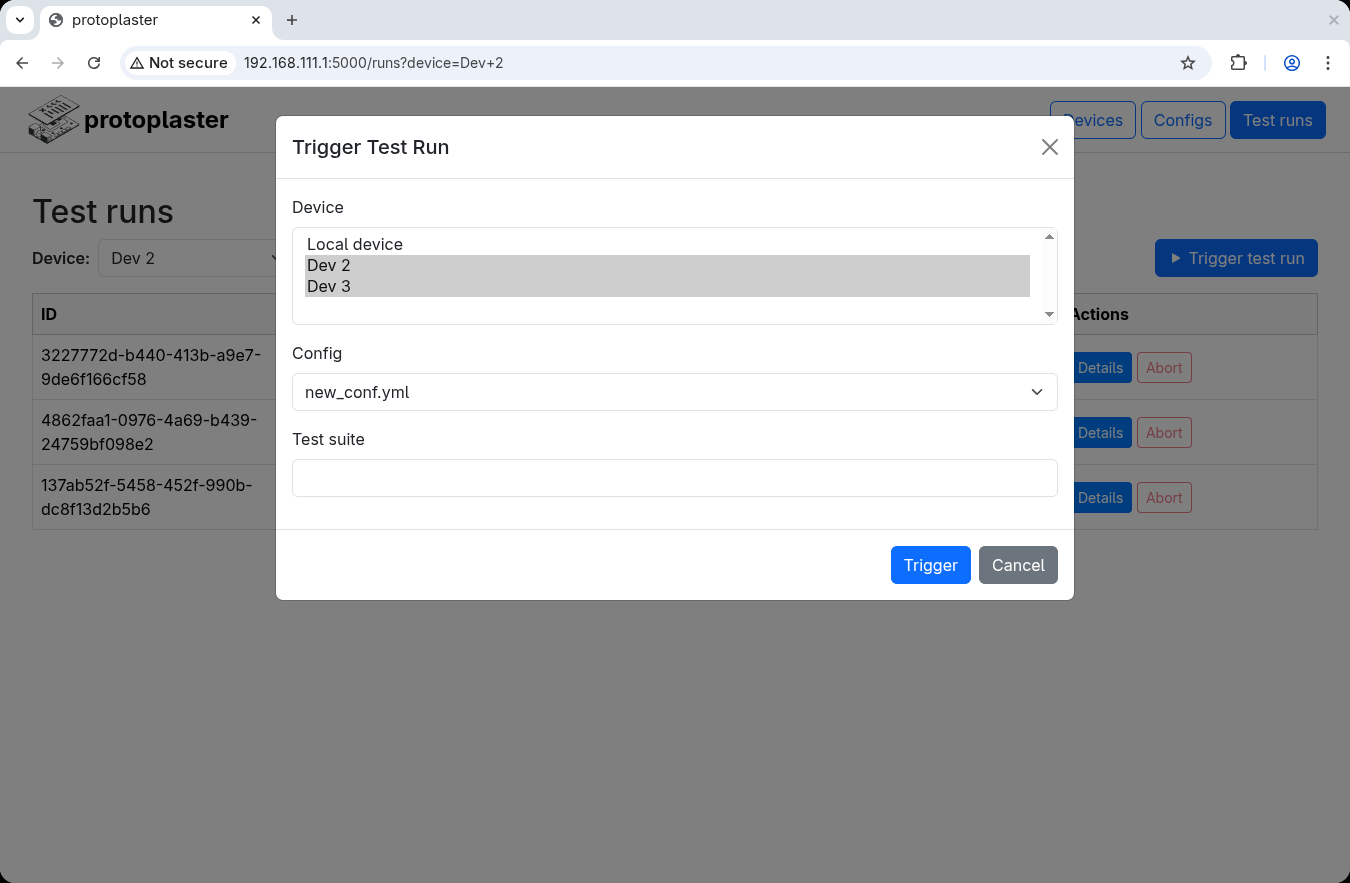 protoplaster
Not secure
192.168.111.1:5000/runs?device=Dev+2
protoplaster
Devices
Configs
Test runs
Trigger Test Run
Test runs
Device:
Dev 2
Trigger test run
Device
Local device
Dev 2
Dev 3
Config
new_conf.yml
Test suite
Trigger
Cancel
ID
Actions
3227772d-b440-413b-a9e7-
9de6f166cf58
Details
Abort
4862faa1-0976-4a69-b439-
24759bf098e2
Details
Abort
137ab52f-5458-452f-990b-
dc8f13d2b5b6
Details
Abort